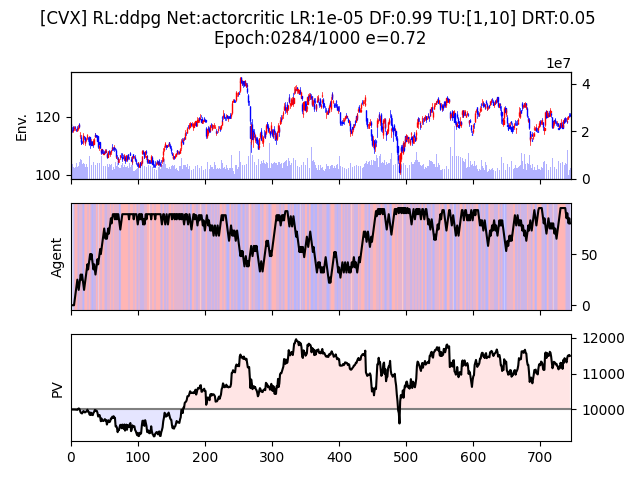 [CVX] RL:ddpg Net:actorcritic LR:1e-05 DF:0.99 TU:[1,10] DRT:0.05
Epoch:0284/1000 e=0.72
1e7
Env.
120
100
4
2
0
Agent
50
0
PV
12000
11000
10000
0 100 200 300 400 500 600 700